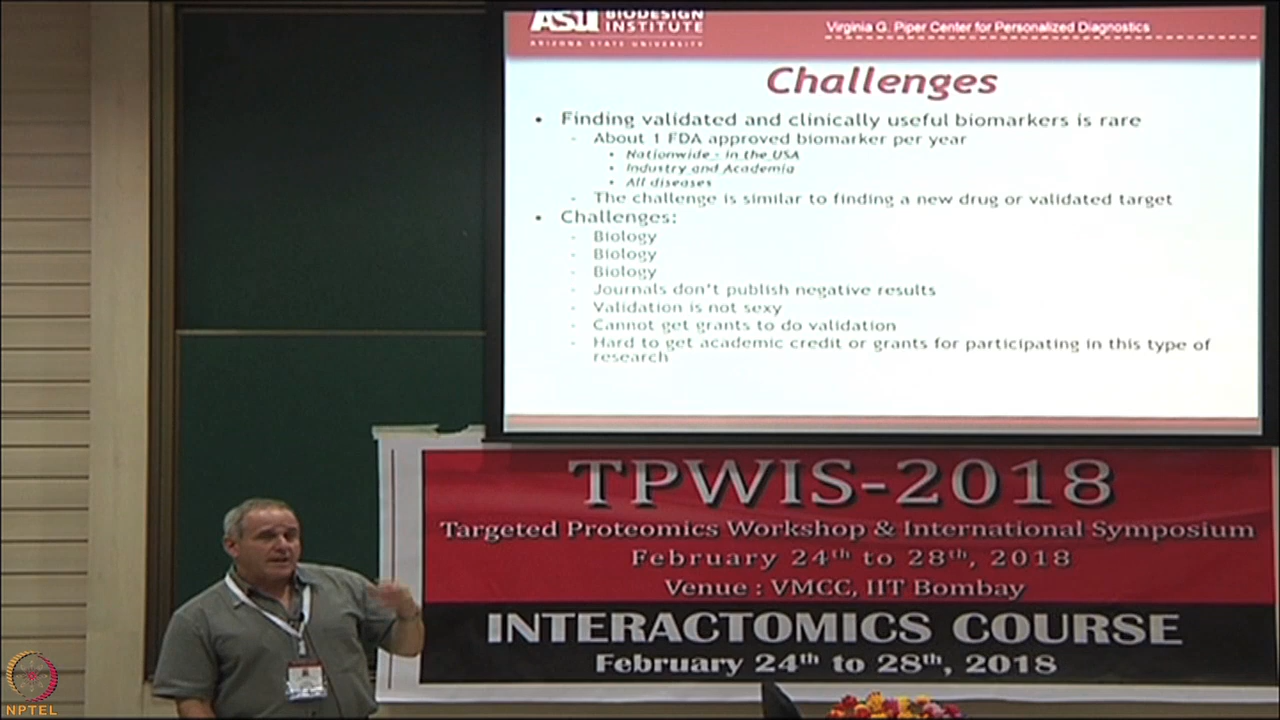 ASU BIODESIGN INSTITUTE
ARIZONA STATE UNIVERSITY
Virginia G. Piper Center for Personalized Diagnostics
Challenges
• Finding validated and clinically useful biomarkers is rare
- About 1 FDA approved biomarker per year
• Nationwide - in the USA
• Industry and Academia
• All diseases
- The challenge is similar to finding a new drug or validated target
• Challenges:
- Biology
- Biology
- Biology
- Journals don't publish negative results
- Validation is not sexy
- Cannot get grants to do validation
- Hard to get academic credit or grants for participating in this type of
research
TPWIS-2018
Targeted Proteomics Workshop & International Symposium
February 24th to 28th, 2018
Venue : VMCC, IIT Bombay
INTERACTOMICS COURSE
February 24th to 28th, 2018
NPTEL